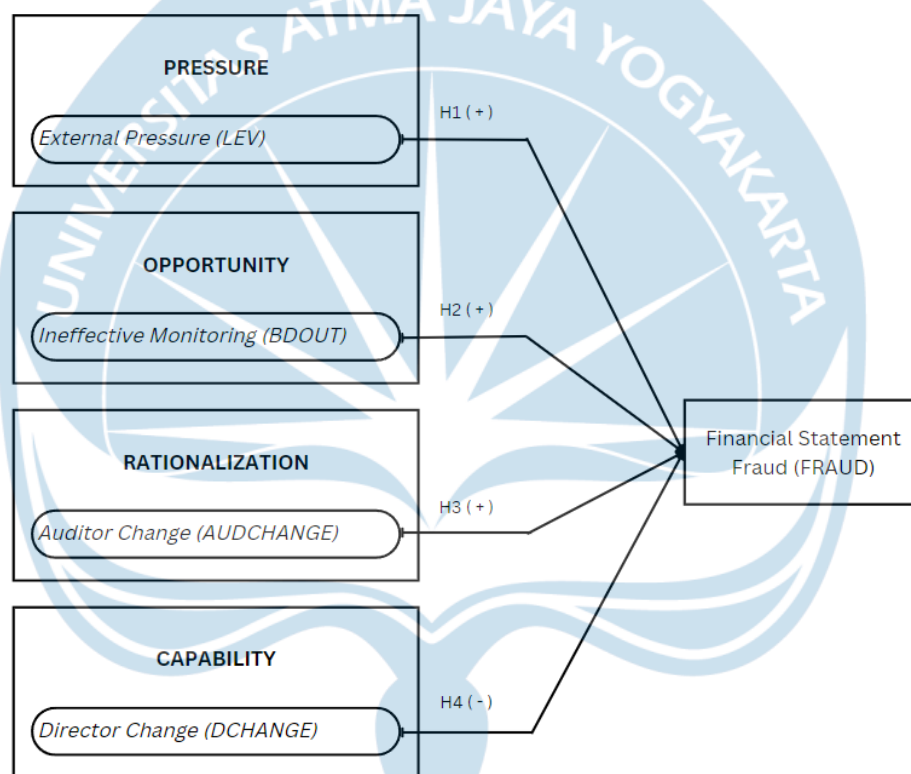 UNIVERSITAS ATMA JAYA YOGYAKARTA
PRESSURE
External Pressure (LEV)
H1 ( + )
OPPORTUNITY
Ineffective Monitoring (BDOUT)
H2 ( + )
RATIONALIZATION
Auditor Change (AUDCHANGE)
H3 ( + )
CAPABILITY
Director Change (DCHANGE)
H4 ( - )
Financial Statement
Fraud (FRAUD)